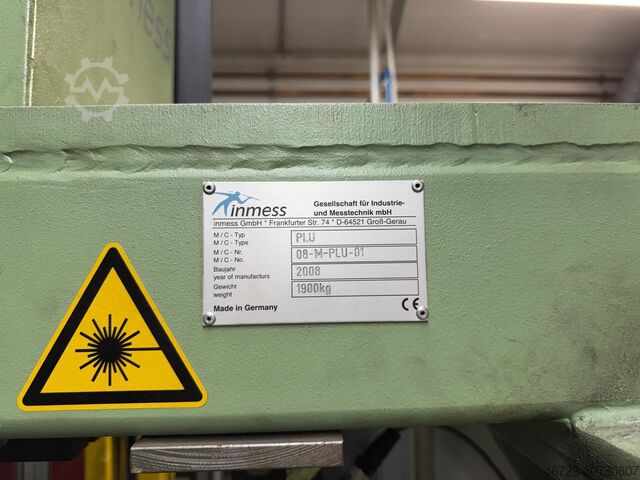 inmess
Gesellschaft für Industrie-
und Messtechnik mbH
inmess GmbH * Frankfurter Str. 74 * D-64521 Groß-Gerau
M / C - Typ
M / C - Type
PLU
M / C - Nr.
M / C - No.
08-M-PLU-01
Baujahr
year of manufacturs
2008
Gewicht
weight
1900kg
Made in Germany
CE